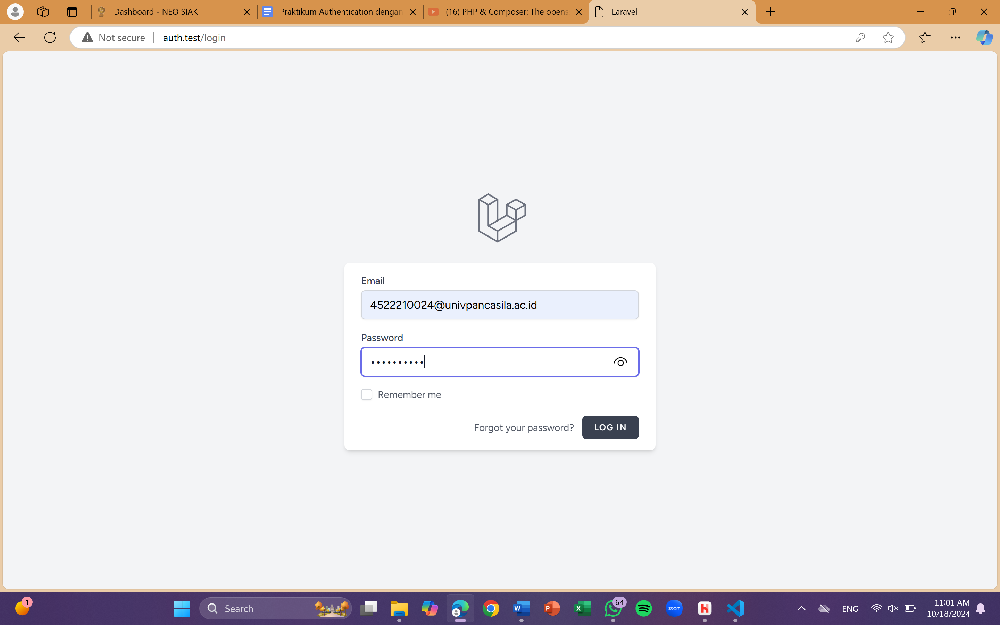 Dashboard - NEO SIAK
Praktikum Authentication dengan
(16) PHP & Composer: The openss
Laravel
Not secure
auth.test/login
Email
4522210024@univpancasila.ac.id
Password
Remember me
Forgot your password?
LOG IN
1
Search
W
P
X
64
zoom
h
ENG
11:01 AM
10/18/2024